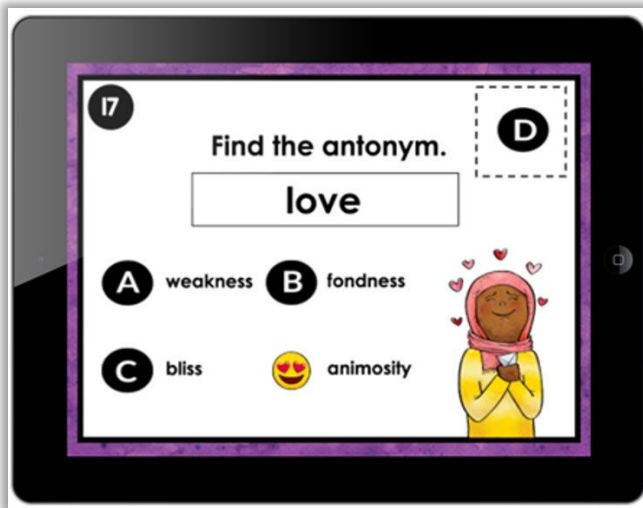 17
D
Find the antonym.
love
A weakness B fondness
C bliss animosity